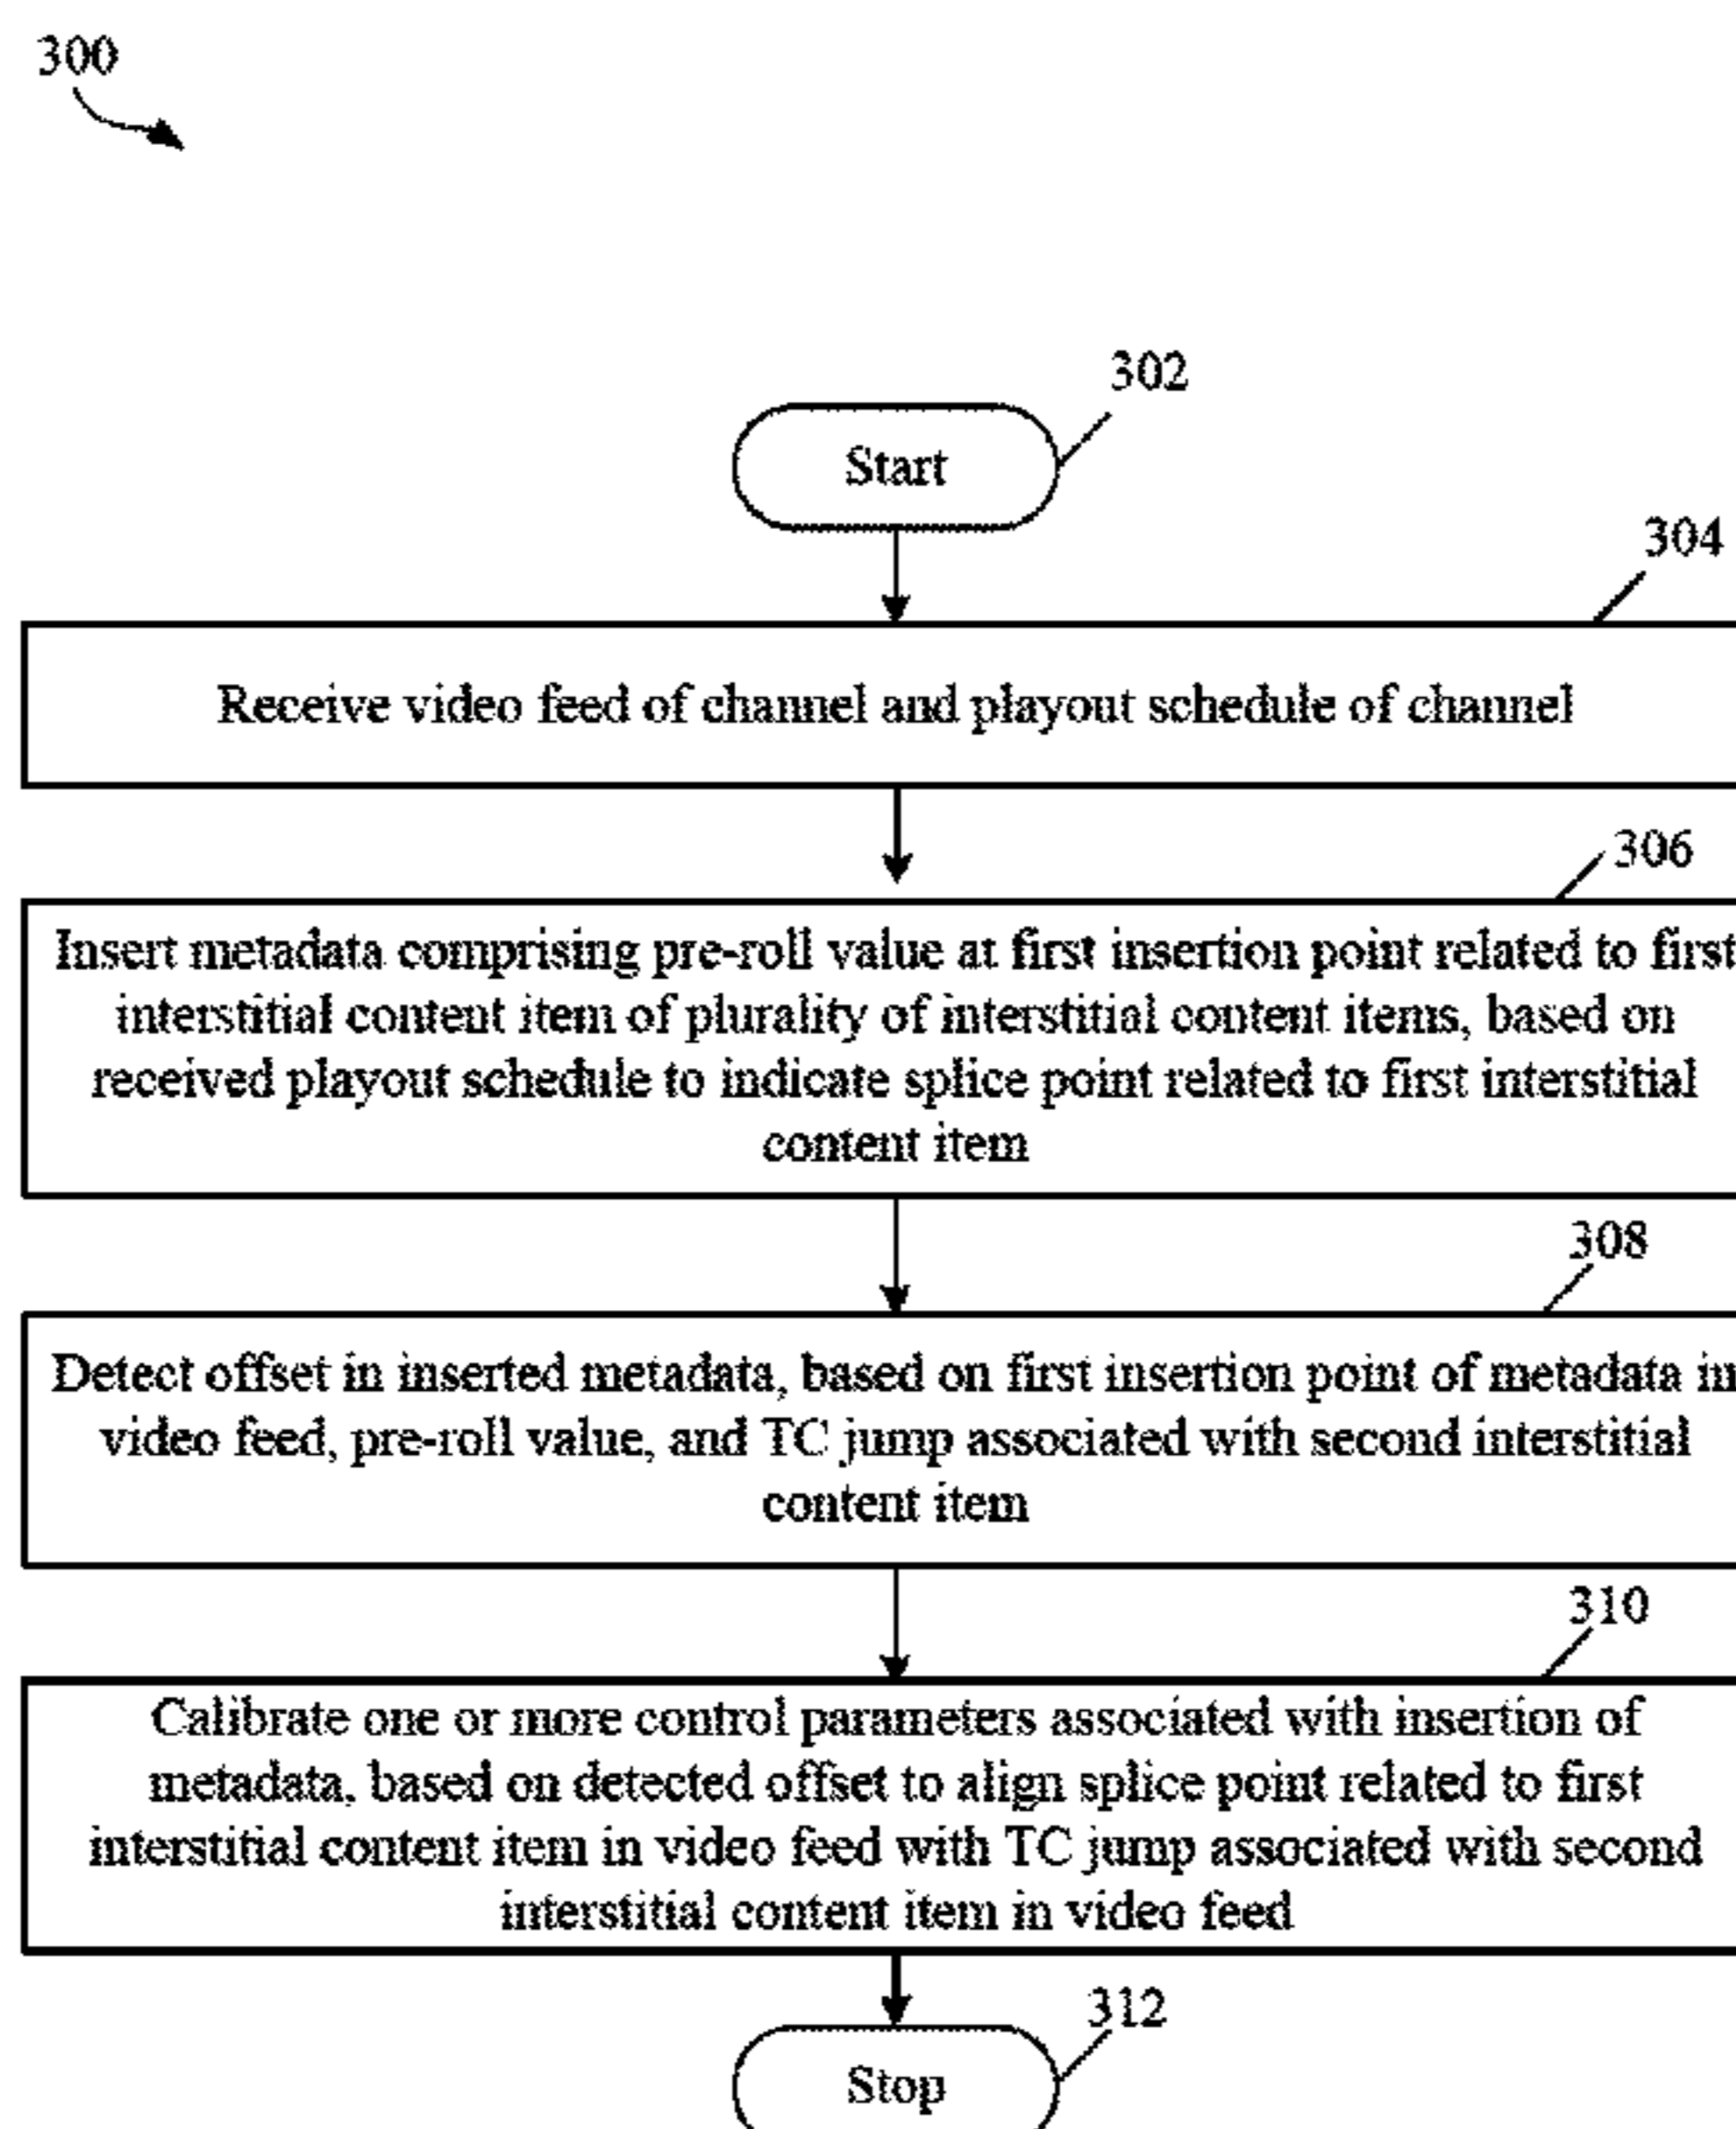 300
302
Start
304
Receive video feed of channel and playout schedule of channel
306
Insert metadata comprising pre-roll value at first insertion point related to first
interstitial content item of plurality of interstitial content items, based on
received playout schedule to indicate splice point related to first interstitial
content item
308
Detect offset in inserted metadata, based on first insertion point of metadata in
video feed, pre-roll value, and TC jump associated with second interstitial
content item
310
Calibrate one or more control parameters associated with insertion of
metadata, based on detected offset to align splice point related to first
interstitial content item in video feed with TC jump associated with second
interstitial content item in video feed
312
Stop